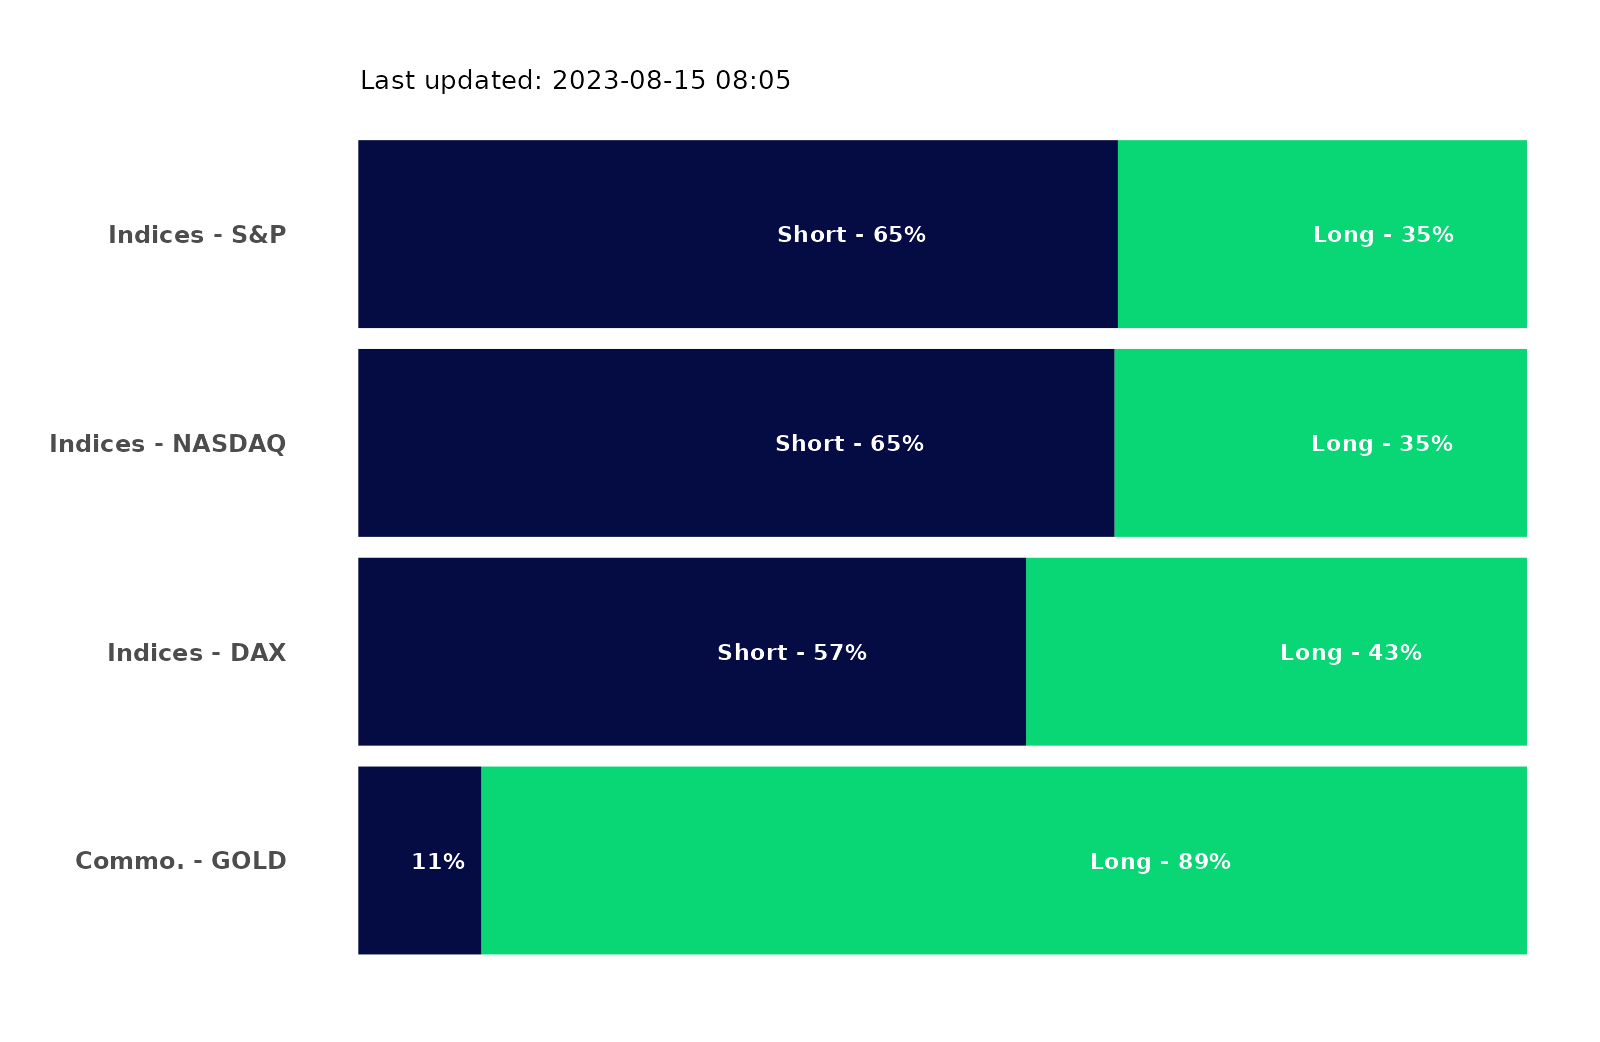 Last updated: 2023-08-15 08:05
Indices - S&P Short - 65% Long - 35%
Indices - NASDAQ Short - 65% Long - 35%
Indices - DAX Short - 57% Long - 43%
Commo. - GOLD 11% Long - 89%